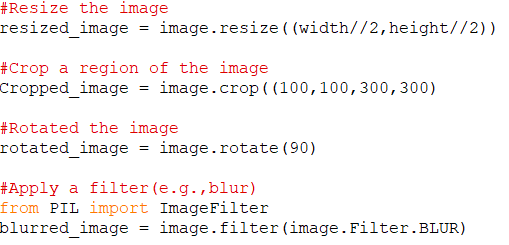 #Resize the image
resized_image = image.resize((width//2,height//2))
#Crop a region of the image
Cropped_image = image.crop((100,100,300,300)
#Rotated the image
rotated_image = image.rotate(90)
#Apply a filter(e.g.,blur)
from PIL import ImageFilter
blurred_image = image.filter(image.Filter.BLUR)